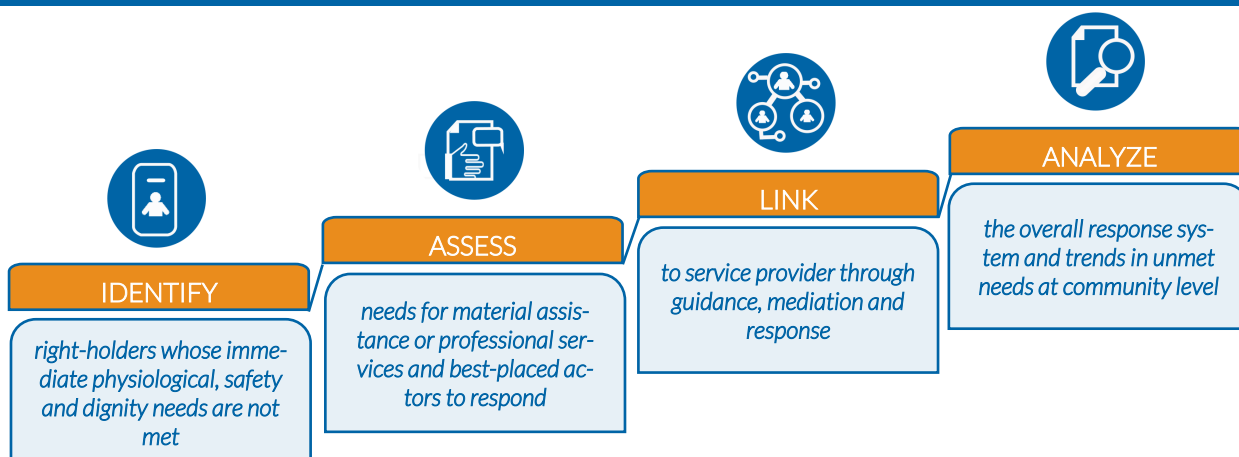 IDENTIFY
right-holders whose imme-
diate physiological, safety
and dignity needs are not
met
ASSESS
needs for material assis-
tance or professional ser-
vices and best-placed ac-
tors to respond
LINK
to service provider through
guidance, mediation and
response
ANALYZE
the overall response sys-
tem and trends in unmet
needs at community level